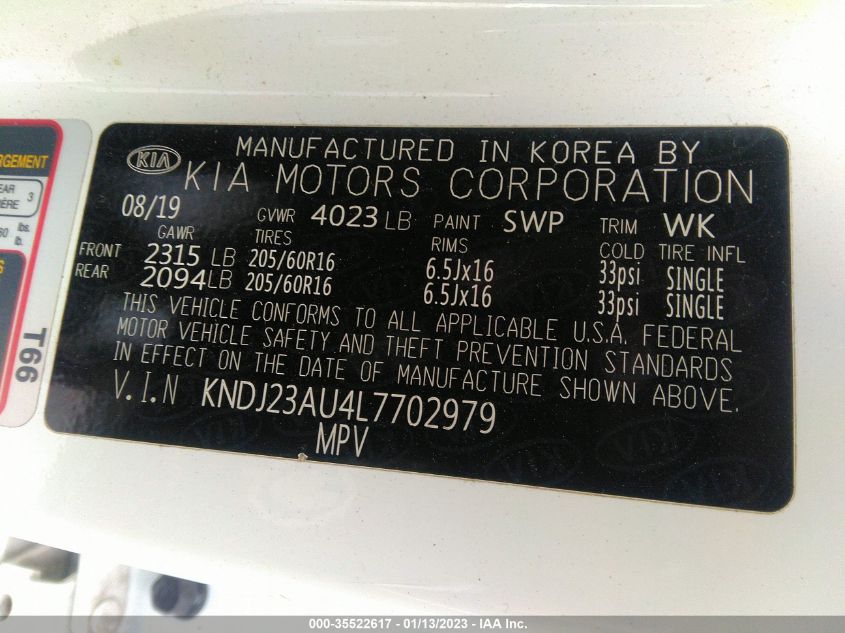 KIA
MANUFACTURED IN KOREA BY
KIA MOTORS CORPORATION
08/19 GVWR 4023 LB PAINT SWP TRIM WK
GAWR TIRES RIMS COLD TIRE INFL
FRONT 2315 LB 205/60R16 6.5Jx16 33psi SINGLE
REAR 2094 LB 205/60R16 6.5Jx16 33psi SINGLE
THIS VEHICLE CONFORMS TO ALL APPLICABLE U.S.A. FEDERAL
MOTOR VEHICLE SAFETY AND THEFT PREVENTION STANDARDS
IN EFFECT ON THE DATE OF MANUFACTURE SHOWN ABOVE.
V.I.N KNDJ23AU4L7702979
MPV
T66
000-35522617 - 01/13/2023 - IAA Inc.